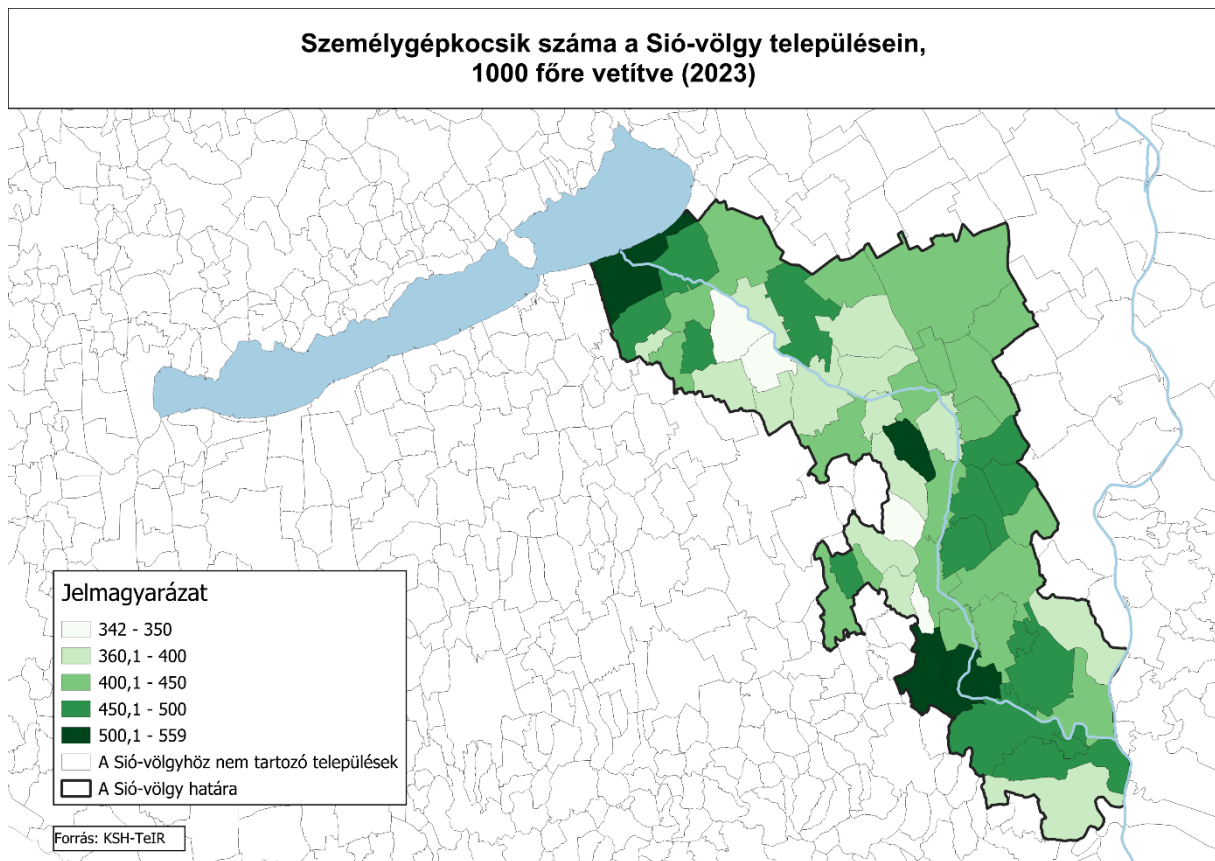 Személygépkocsik száma a Sió-völgy településein,
1000 főre vetítve (2023)
Jelmagyarázat
342 - 350
360,1 - 400
400,1 - 450
450,1 - 500
500,1 - 559
A Sió-völgyhöz nem tartozó települések
A Sió-völgy határa
Forrás: KSH-TeIR